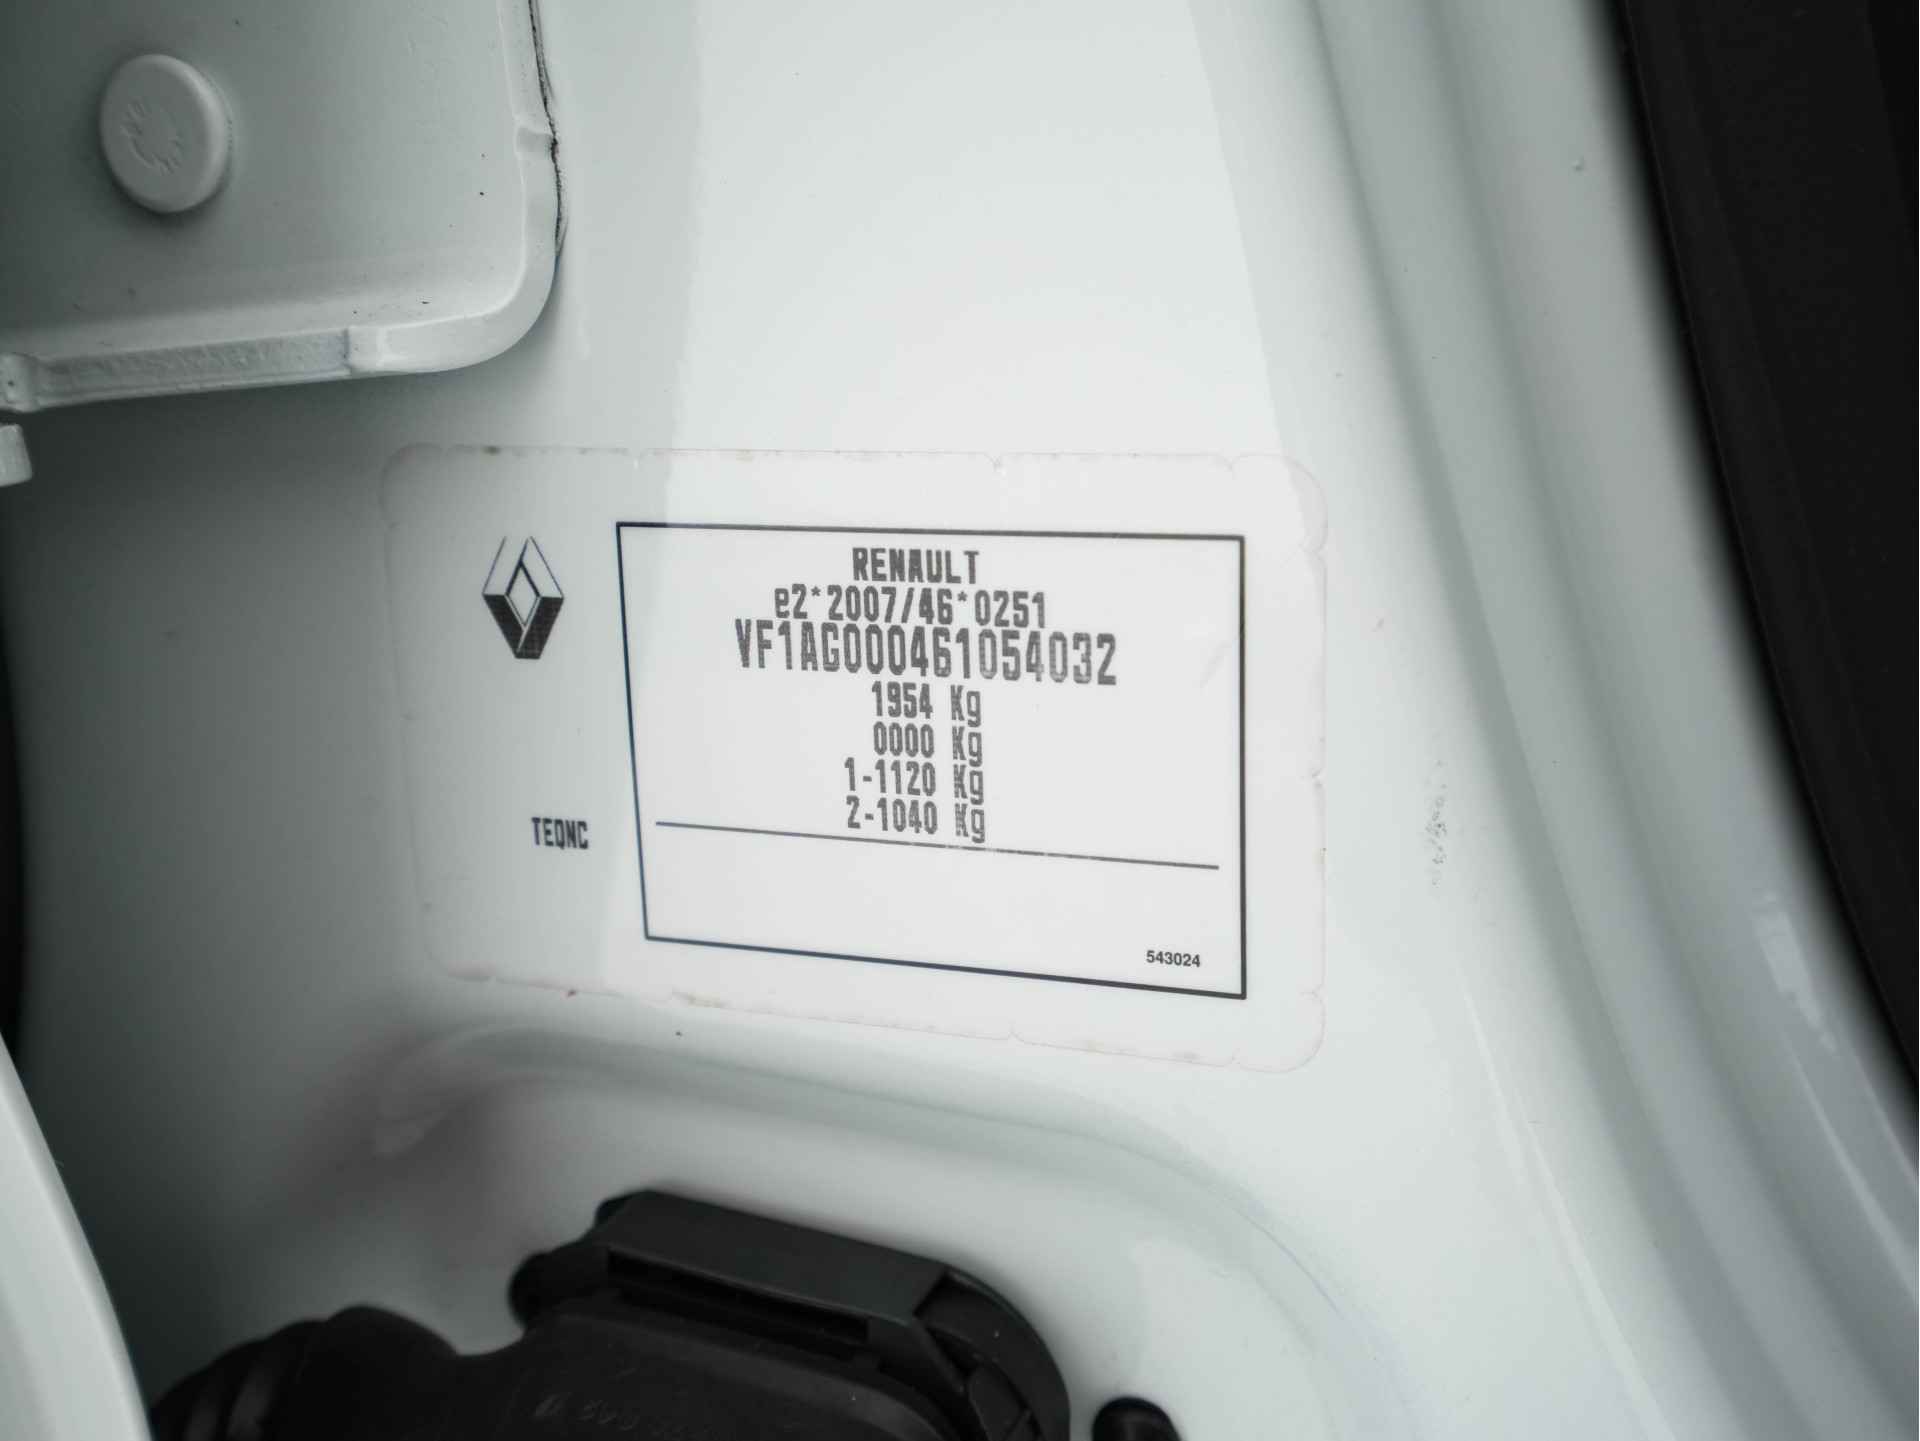 RENAULT
e2*2007/46*0251
VF1AG000461054032
1954 Kg
0000 Kg
1-1120 Kg
2-1040 Kg
TEQNC
543024